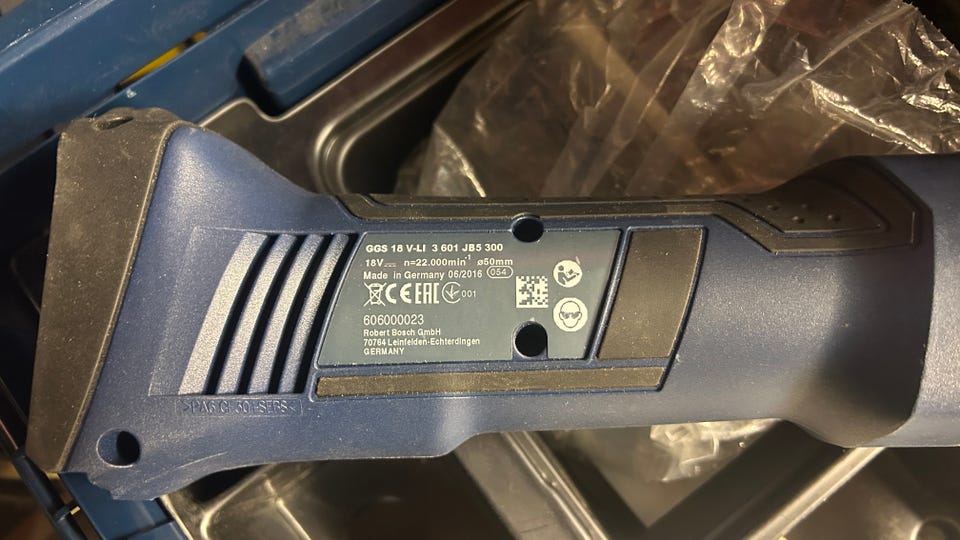 GGS 18 V-LI 3 601 JB5 300
18V⎓ n=22.000min⁻¹ ø50mm
Made in Germany 06/2016 054
CE EAC 001
606000023
Robert Bosch GmbH
70764 Leinfelden-Echterdingen
GERMANY